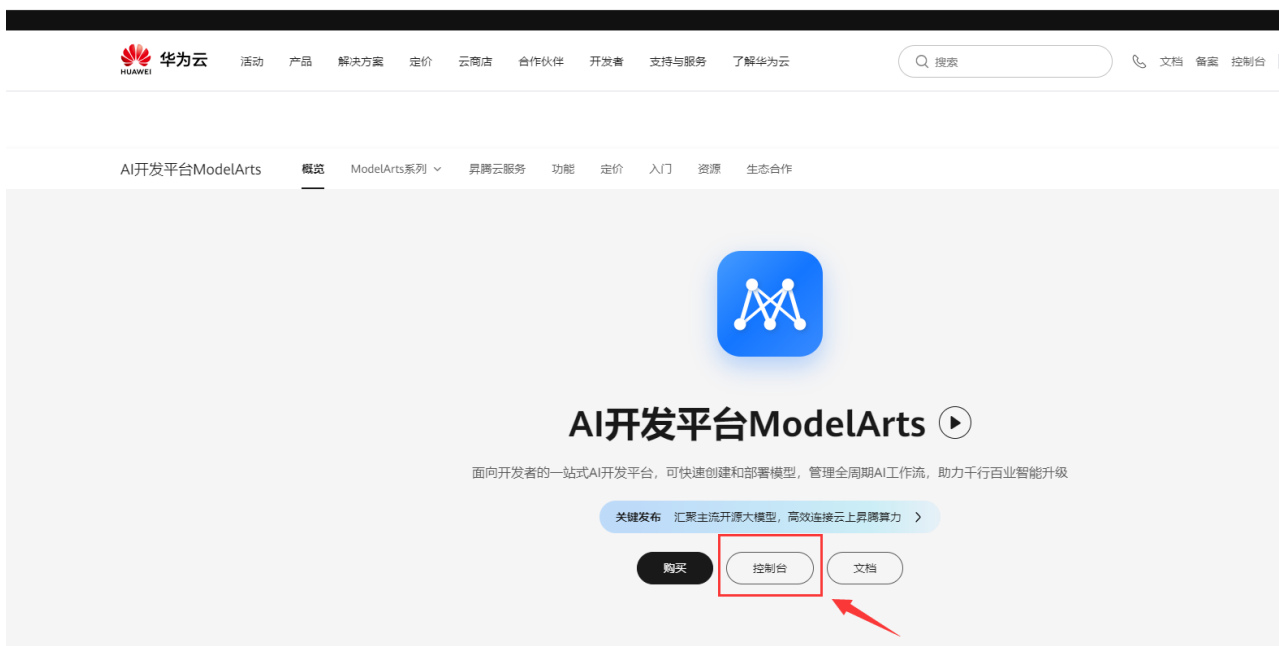 HUAWEI 华为云 活动 产品 解决方案 定价 云商店 合作伙伴 开发者 支持与服务 了解华为云 搜索 文档 备案 控制台
AI开发平台ModelArts 概览 ModelArts系列 昇腾云服务 功能 定价 入门 资源 生态合作
AI开发平台ModelArts
面向开发者的一站式AI开发平台，可快速创建和部署模型，管理全周期AI工作流，助力千行百业智能升级
关键发布 汇聚主流开源大模型，高效连接云上昇腾算力
购买 控制台 文档